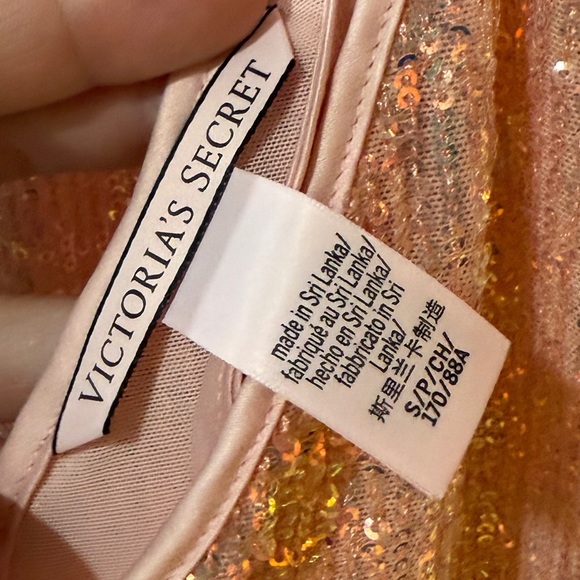 VICTORIA'S SECRET
made in Sri Lanka/
fabriqué au Sri Lanka/
hecho en Sri Lanka/
fabricato in Sri
Lanka/
斯里兰卡制造
S/P/CH/
170/88A